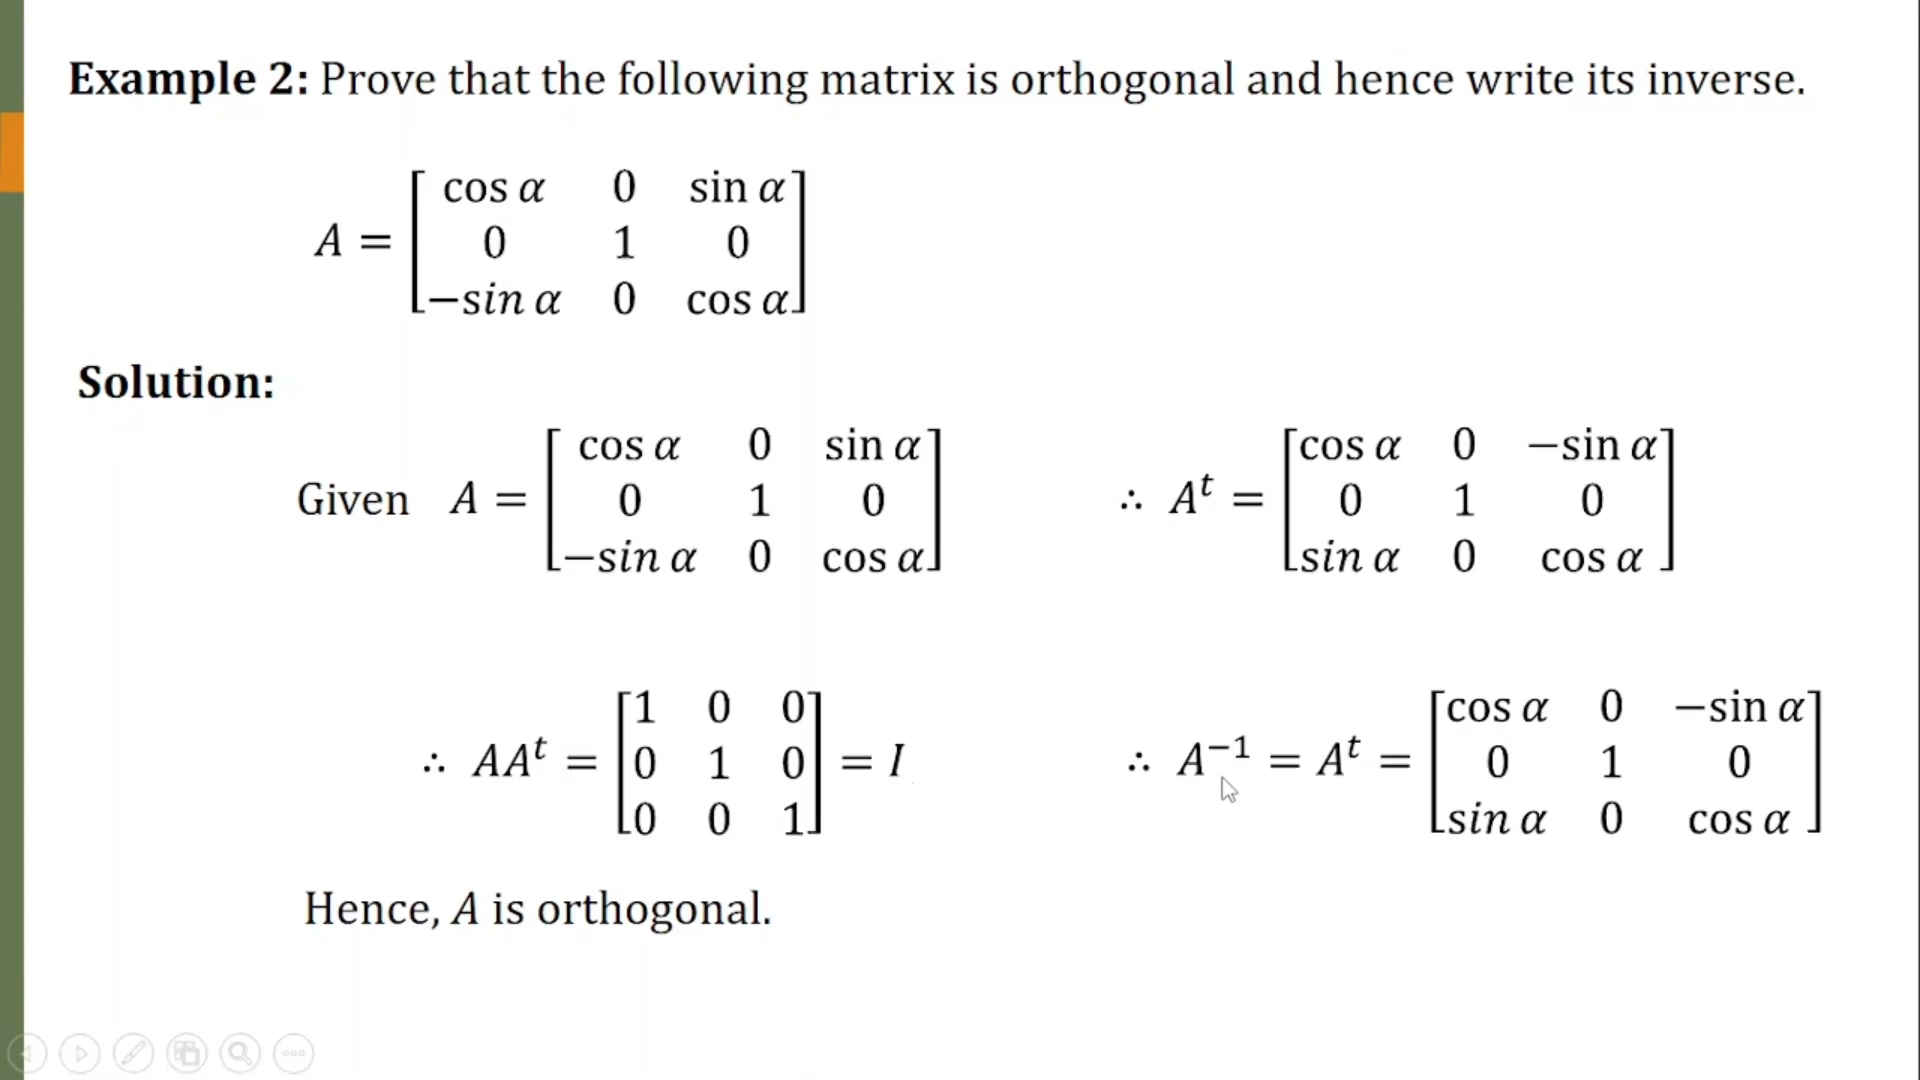 Example 2: Prove that the following matrix is orthogonal and hence write its inverse.
A = [cos α 0 sin α
0 1 0
−sin α 0 cos α]
Solution:
Given A = [cos α 0 sin α
0 1 0
−sin α 0 cos α]
∴ Aᵗ = [cos α 0 −sin α
0 1 0
sin α 0 cos α]
∴ AAᵗ = [1 0 0
0 1 0
0 0 1] = I
∴ A⁻¹ = Aᵗ = [cos α 0 −sin α
0 1 0
sin α 0 cos α]
Hence, A is orthogonal.